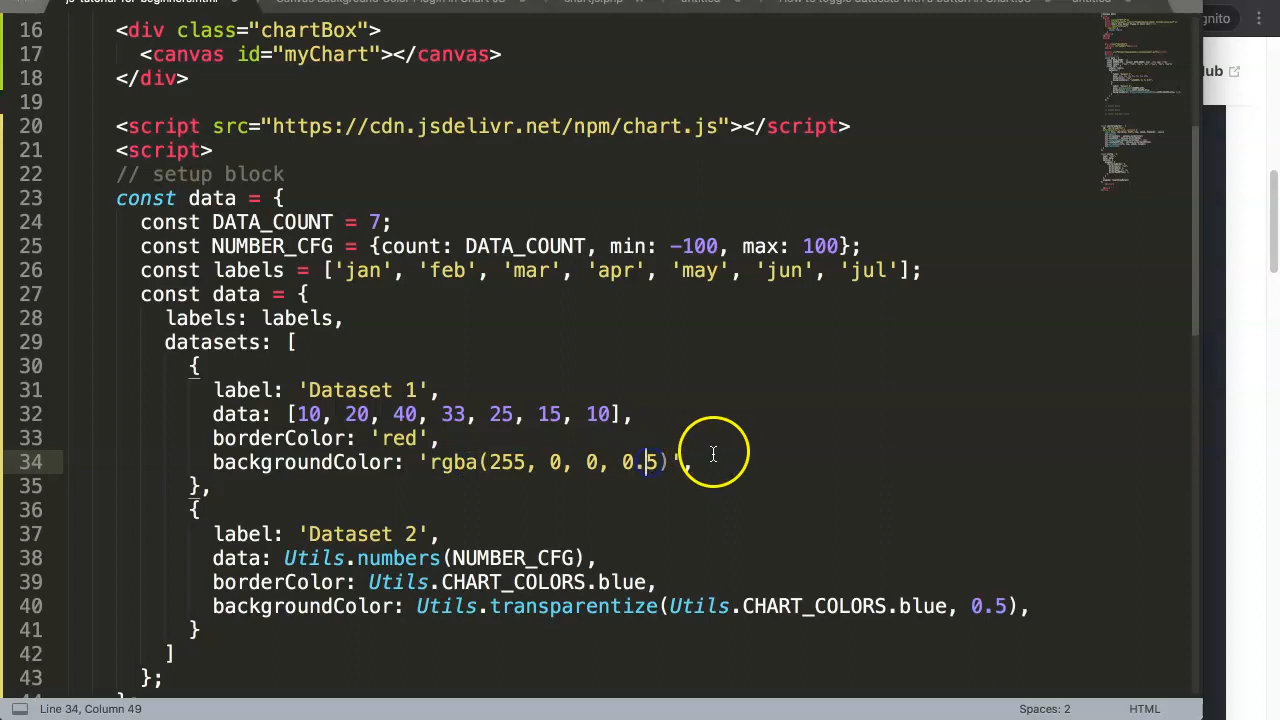 16 <div class="chartBox">
17 <canvas id="myChart"></canvas>
18 </div>
19
20 <script src="https://cdn.jsdelivr.net/npm/chart.js"></script>
21 <script>
22 // setup block
23 const data = {
24 const DATA_COUNT = 7;
25 const NUMBER_CFG = {count: DATA_COUNT, min: -100, max: 100};
26 const labels = ['jan', 'feb', 'mar', 'apr', 'may', 'jun', 'jul'];
27 const data = {
28 labels: labels,
29 datasets: [
30 {
31 label: 'Dataset 1',
32 data: [10, 20, 40, 33, 25, 15, 10],
33 borderColor: 'red',
34 backgroundColor: 'rgba(255, 0, 0, 0.5)',
35 },
36 {
37 label: 'Dataset 2',
38 data: Utils.numbers(NUMBER_CFG),
39 borderColor: Utils.CHART_COLORS.blue,
40 backgroundColor: Utils.transparentize(Utils.CHART_COLORS.blue, 0.5),
41 }
42 ]
43 };
Line 34, Column 49 Spaces: 2 HTML